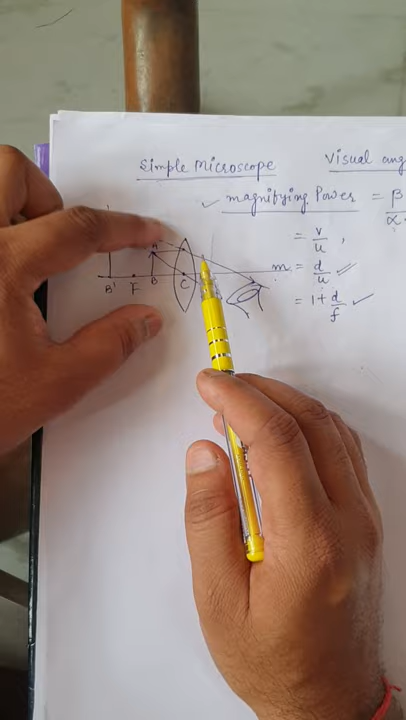 Simple Microscope
Visual ang
magnifying Power = β/α
= v/u ,
m = d/u
= 1+ d/f
B' F B C